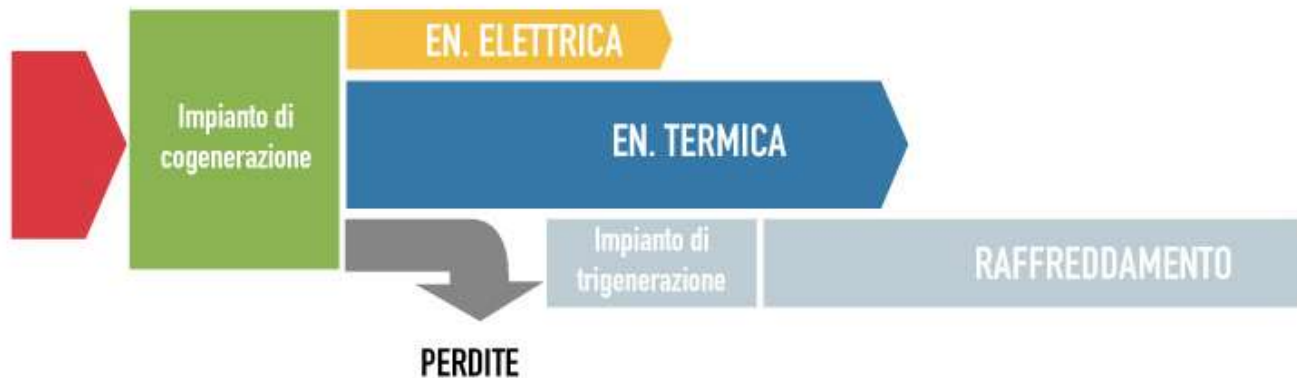 EN. ELETTRICA
Impianto di
cogenerazione
EN. TERMICA
Impianto di
trigenerazione
RAFFREDDAMENTO
PERDITE